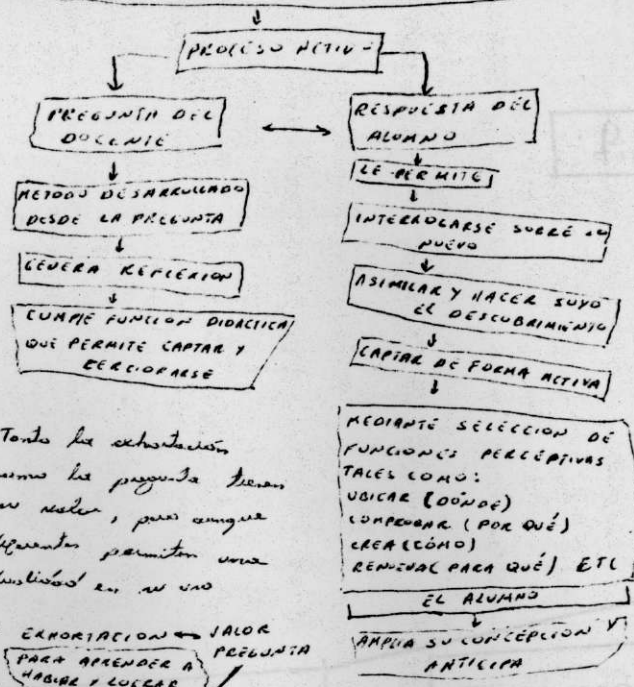 PROCESO ACTIVO
PREGUNTA DEL
DOCENTE
METODO DESARROLLADO
DESDE LA PREGUNTA
GENERA REFLEXION
CUMPLE FUNCION DIDACTICA
QUE PERMITE CAPTAR Y
CERCIORARSE
RESPUESTA DEL
ALUMNO
LE PERMITE
INTERROGARSE SOBRE LO
NUEVO
ASIMILAR Y HACER SUYO
EL DESCUBRIMIENTO
CAPTAR DE FORMA ACTIVA
MEDIANTE SELECCION DE
FUNCIONES PERCEPTIVAS
TALES COMO:
UBICAR (DÓNDE)
COMPROBAR (POR QUÉ)
CREA (CÓMO)
(PARA QUÉ) ETC
EL ALUMNO
AMPLIA SU CONCEPCION Y
ANTICIPA
Tanto la exhortación
como la pregunta tienen
su valor, pues aunque
diferentes permiten una
en su uso
EXHORTACION ↔ VALOR
PREGUNTA
PARA APRENDER A
HABLAR Y LOGRAR
9